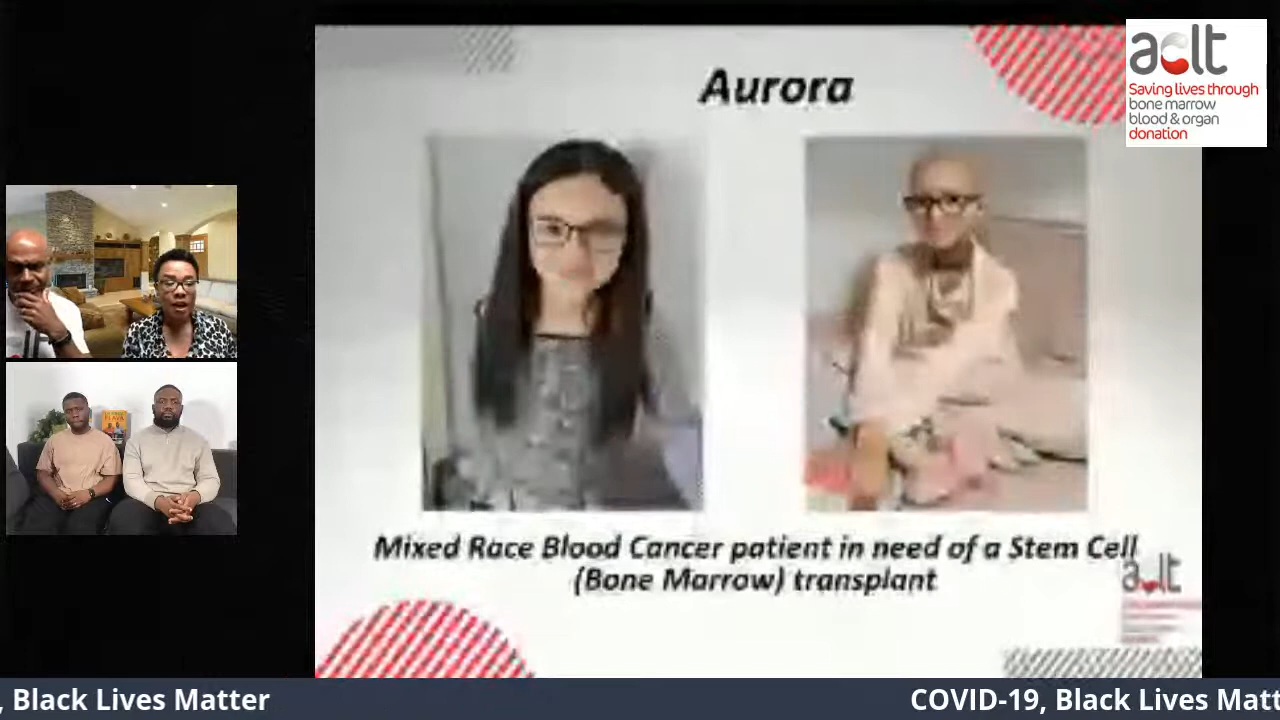 Aurora
aclt
Saving lives through
bone marrow
blood & organ
donation
Mixed Race Blood Cancer patient in need of a Stem Cell
(Bone Marrow) transplant
aclt
, Black Lives Matter
COVID-19, Black Lives Matt